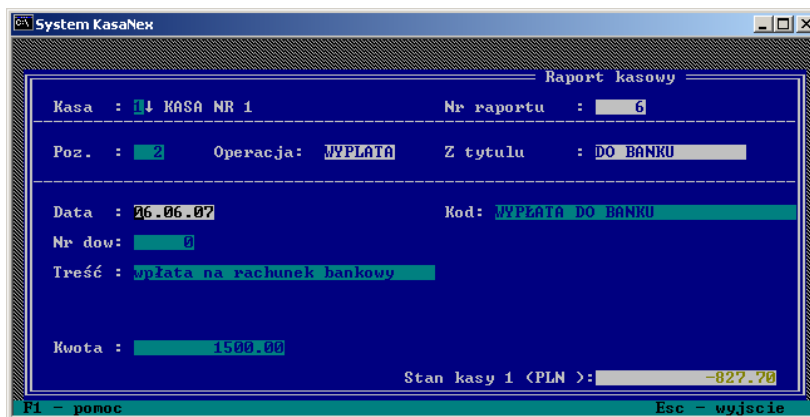 System KasaNex
Raport kasowy
Kasa : 1↓ KASA NR 1 Nr raportu : 6
Poz. : 2 Operacja: WYPLATA Z tytulu : DO BANKU
Data : 06.06.07 Kod: WYPŁATA DO BANKU
Nr dow: 0
Treść : wpłata na rachunek bankowy
Kwota : 1500.00
Stan kasy 1 (PLN ): -827.70
F1 - pomoc Esc - wyjscie